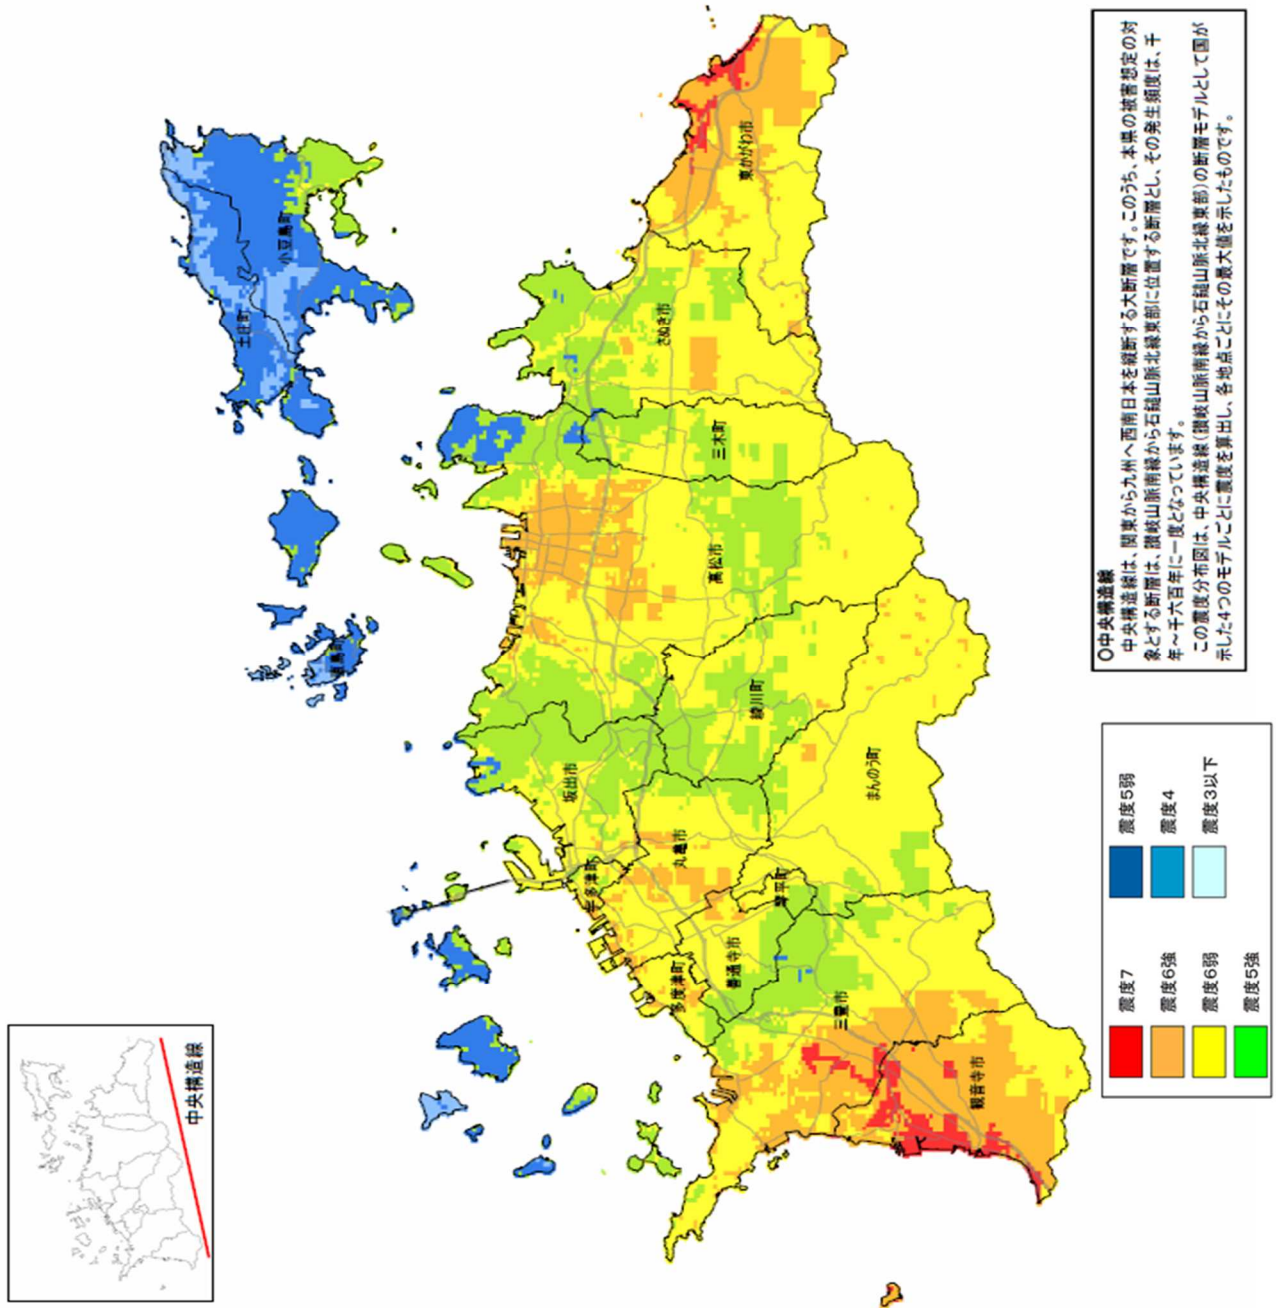 中央構造線
土庄町
小豆島町
直島町
東かがわ市
さぬき市
三木町
高松市
綾川町
坂出市
宇多津町
丸亀市
まんのう町
琴平町
善通寺市
多度津町
三豊市
観音寺市
震度7
震度6強
震度6弱
震度5強
震度5弱
震度4
震度3以下
○中央構造線
中央構造線は、関東から九州へ西南日本を縦断する大断層です。このうち、本県の被害想定の対
象とする断層は、讃岐山脈南縁から石鎚山脈北縁東部に位置する断層とし、その発生頻度は、千
年～千六百年に一度となっています。
この震度分布図は、中央構造線(讃岐山脈南縁から石鎚山脈北縁東部)の断層モデルとして国が
示した4つのモデルごとに震度を算出し、各地点ごとにその最大値を示したものです。